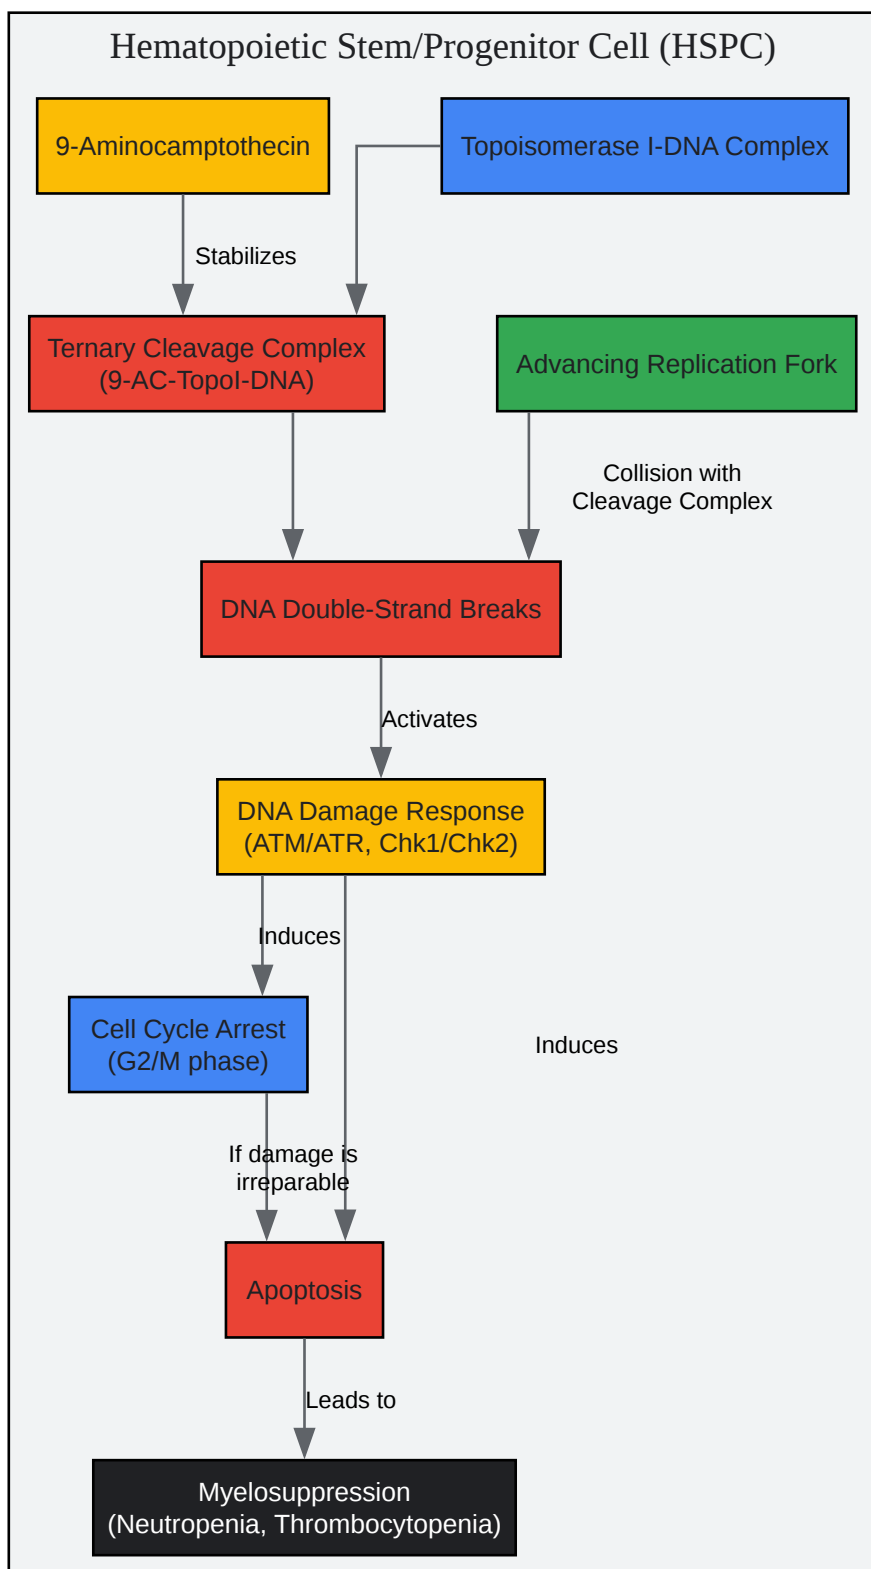 Hematopoietic Stem/Progenitor Cell (HSPC)
9-Aminocamptothecin
Topoisomerase I-DNA Complex
Stabilizes
Ternary Cleavage Complex
(9-AC-TopoI-DNA)
Advancing Replication Fork
Collision with
Cleavage Complex
DNA Double-Strand Breaks
Activates
DNA Damage Response
(ATM/ATR, Chk1/Chk2)
Induces
Cell Cycle Arrest
(G2/M phase)
Induces
If damage is
irreparable
Apoptosis
Leads to
Myelosuppression
(Neutropenia, Thrombocytopenia)